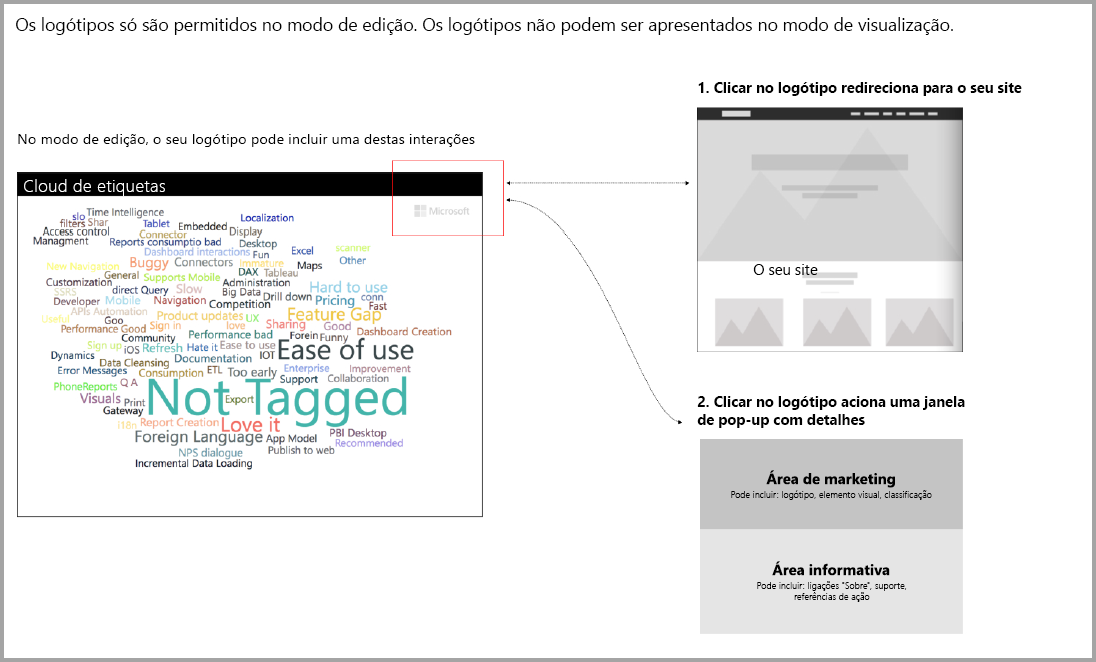 Os logótipos só são permitidos no modo de edição. Os logótipos não podem ser apresentados no modo de visualização.
No modo de edição, o seu logótipo pode incluir uma destas interações
Cloud de etiquetas
Microsoft
Time Intelligence
slo
filters Shar
Tablet
Localization
Access control
Connector
Embedded
Display
Managment
Reports consumptio bad
Desktop
Dashboard interactions
Fun
Excel
scanner
New Navigation
Buggy
Connectors
Immature
Maps
Other
General
Supports Mobile
DAX
Tableau
Customization
Administration
SSRS
direct Query
Slow
Big Data
Drill down
Hard to use
Developer
Mobile
Navigation
Competition
Pricing
conn
Fast
APIs Automation
Useful
Goo
Product updates
UX
Feature Gap
Performance Good
Sign in
love
Sharing
Good
Community
Performance bad
Forein
Funny
Dashboard Creation
Sign up
iOS
Refresh
Hate it
Ease to use
Ease of use
Dynamics
Data Cleansing
Documentation
IOT
Error Messages
Consumption
ETL
Too early
Enterprise
Improvement
PhoneReports
Q A
Support
Collaboration
Visuals
Print
Not Tagged
Export
Gateway
i18n
Report Creation
Love it
Foreign Language
App Model
PBI Desktop
Recommended
NPS dialogue
Publish to web
Incremental Data Loading
1. Clicar no logótipo redireciona para o seu site
O seu site
2. Clicar no logótipo aciona uma janela
de pop-up com detalhes
Área de marketing
Pode incluir: logótipo, elemento visual, classificação
Área informativa
Pode incluir: ligações "Sobre", suporte,
referências de ação